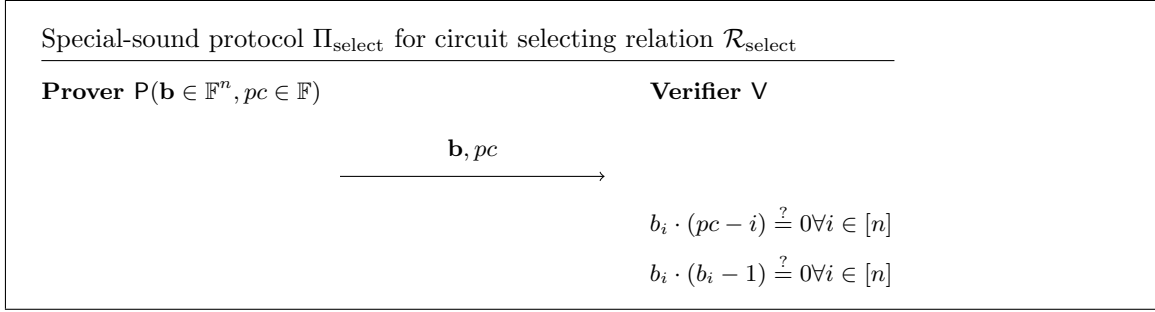 Special-sound protocol Π_select for circuit selecting relation 𝓡_select
Prover P(𝐛 ∈ 𝔽ⁿ, pc ∈ 𝔽) Verifier V
𝐛, pc
b_i · (pc − i) ≟ 0∀i ∈ [n]
b_i · (b_i − 1) ≟ 0∀i ∈ [n]